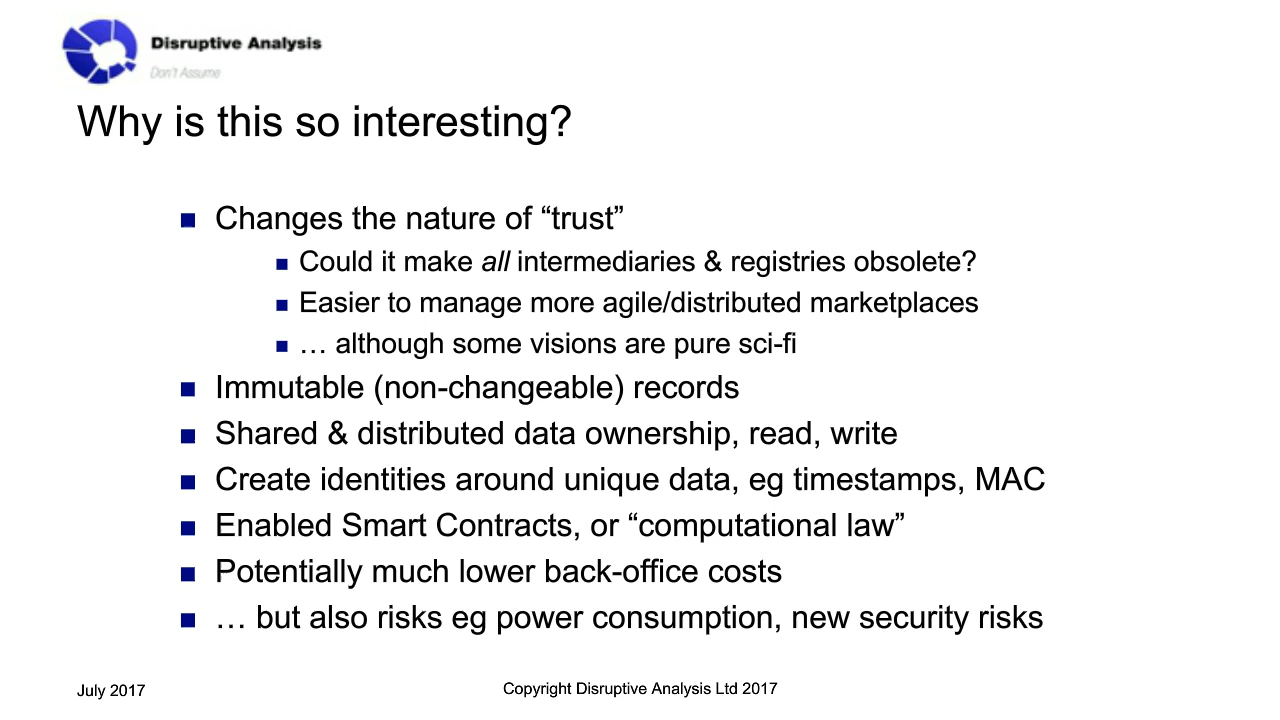 Disruptive Analysis
Don't Assume
Why is this so interesting?
Changes the nature of “trust”
Could it make all intermediaries & registries obsolete?
Easier to manage more agile/distributed marketplaces
… although some visions are pure sci-fi
Immutable (non-changeable) records
Shared & distributed data ownership, read, write
Create identities around unique data, eg timestamps, MAC
Enabled Smart Contracts, or “computational law”
Potentially much lower back-office costs
… but also risks eg power consumption, new security risks
July 2017
Copyright Disruptive Analysis Ltd 2017